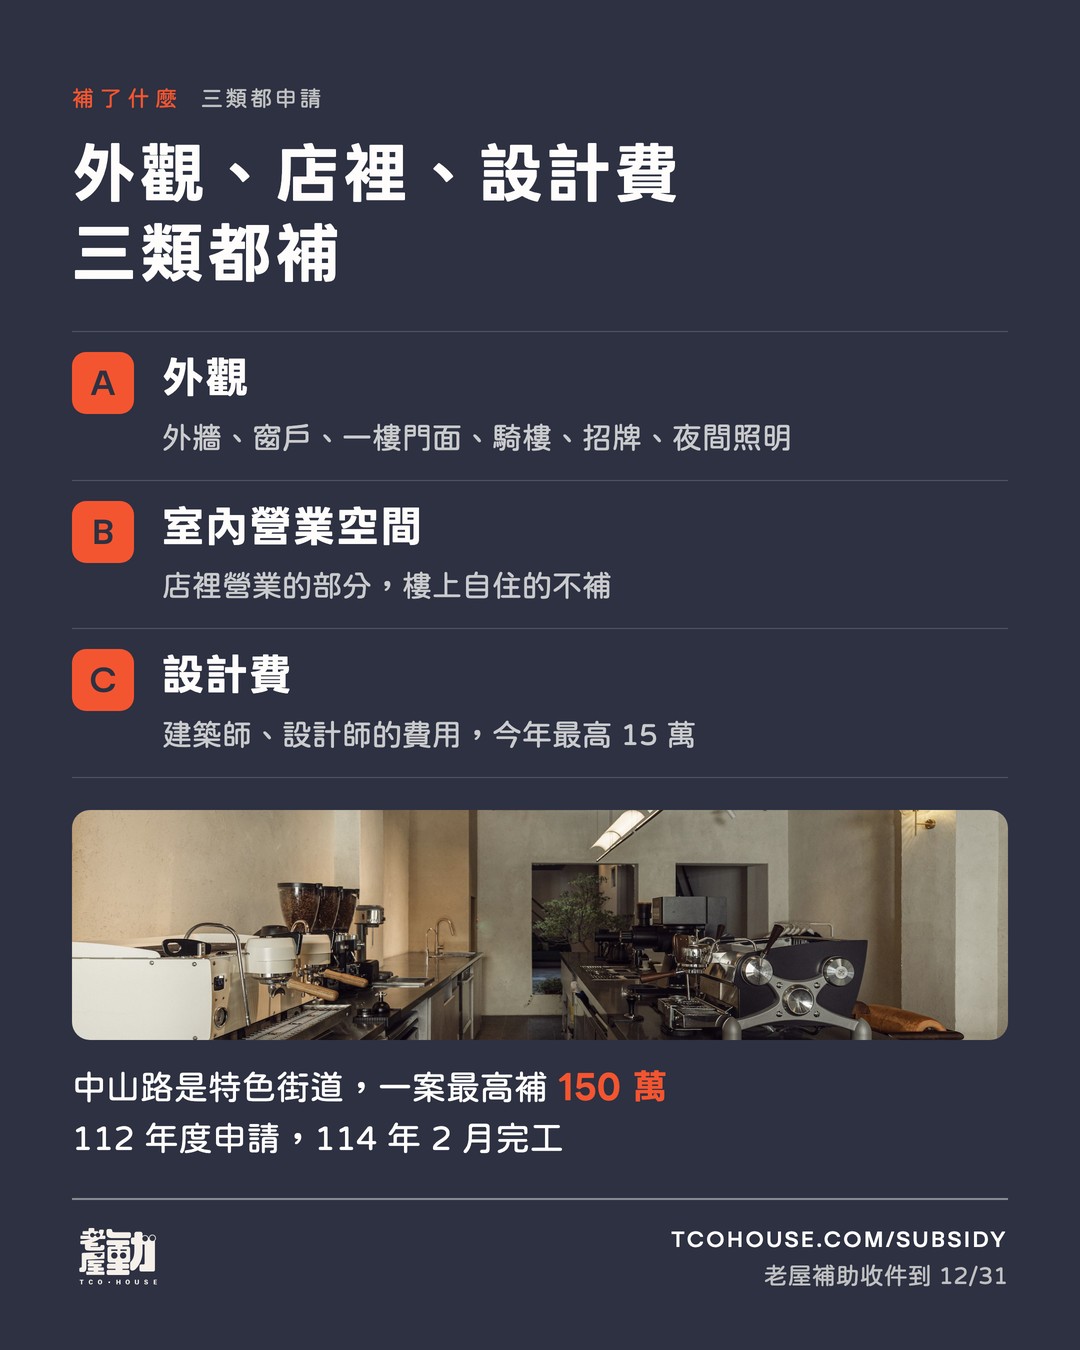 補了什麼 三類都申請
外觀、店裡、設計費
三類都補
A 外觀
外牆、窗戶、一樓門面、騎樓、招牌、夜間照明
B 室內營業空間
店裡營業的部分，樓上自住的不補
C 設計費
建築師、設計師的費用，今年最高 15 萬
中山路是特色街道，一案最高補 150 萬
112 年度申請，114 年 2 月完工
老屋動
TCO·HOUSE
TCOHOUSE.COM/SUBSIDY
老屋補助收件到 12/31